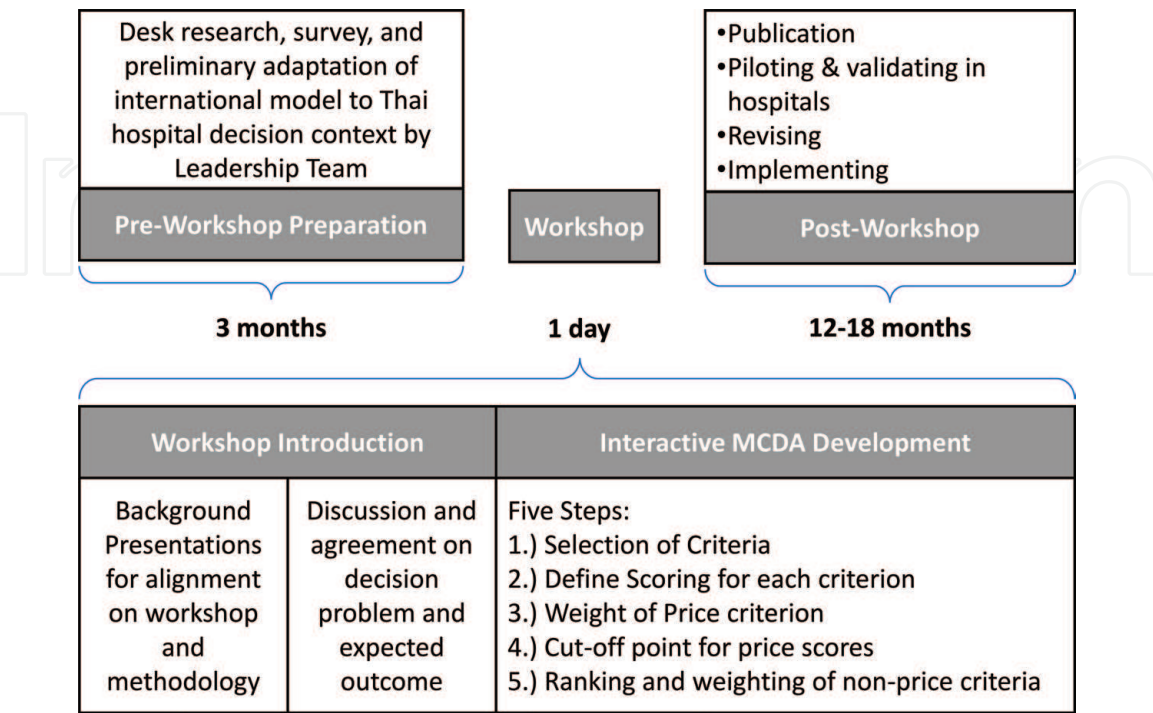 Desk research, survey, and
preliminary adaptation of
international model to Thai
hospital decision context by
Leadership Team
Pre-Workshop Preparation
3 months
Workshop
1 day
•Publication
•Piloting & validating in
hospitals
•Revising
•Implementing
Post-Workshop
12-18 months
Workshop Introduction
Background
Presentations
for alignment
on workshop
and
methodology
Discussion and
agreement on
decision
problem and
expected
outcome
Interactive MCDA Development
Five Steps:
1.) Selection of Criteria
2.) Define Scoring for each criterion
3.) Weight of Price criterion
4.) Cut-off point for price scores
5.) Ranking and weighting of non-price criteria